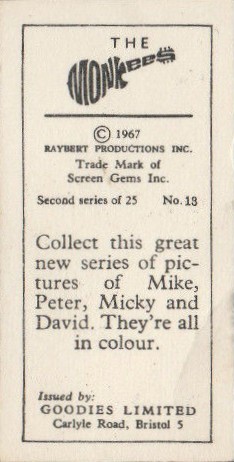 THE
MONKEES
© 1967
RAYBERT PRODUCTIONS INC.
Trade Mark of
Screen Gems Inc.
Second series of 25 No. 13
Collect this great
new series of pic-
tures of Mike,
Peter, Micky and
David. They're all
in colour.
Issued by:
GOODIES LIMITED
Carlyle Road, Bristol 5